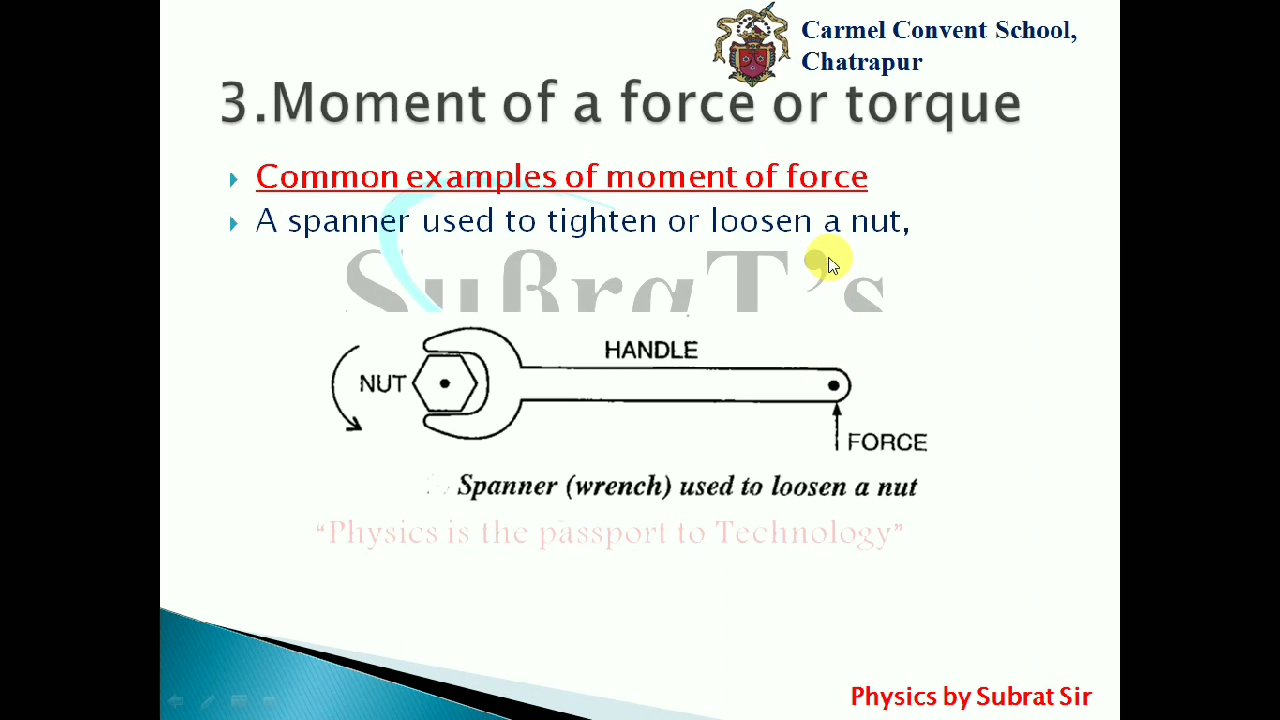 Carmel Convent School,
Chatrapur
3.Moment of a force or torque
Common examples of moment of force
A spanner used to tighten or loosen a nut,
SuBraT's
HANDLE
NUT
FORCE
Spanner (wrench) used to loosen a nut
“Physics is the passport to Technology”
Physics by Subrat Sir